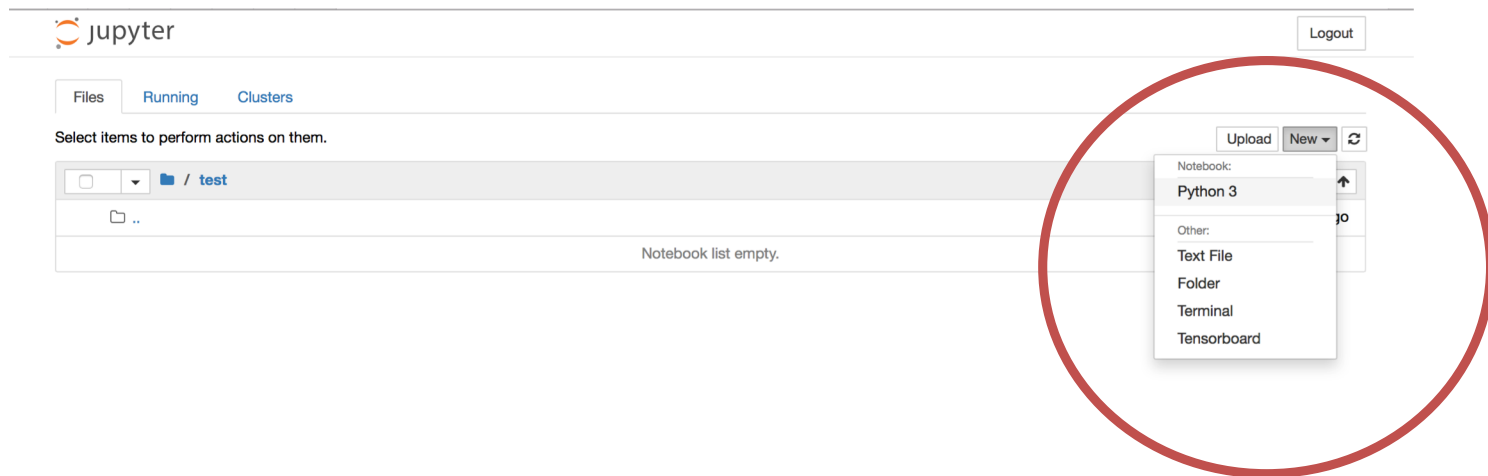 jupyter
Logout
Files Running Clusters
Select items to perform actions on them.
Upload New
/ test
..
Notebook list empty.
Notebook:
Python 3
Other:
Text File
Folder
Terminal
Tensorboard